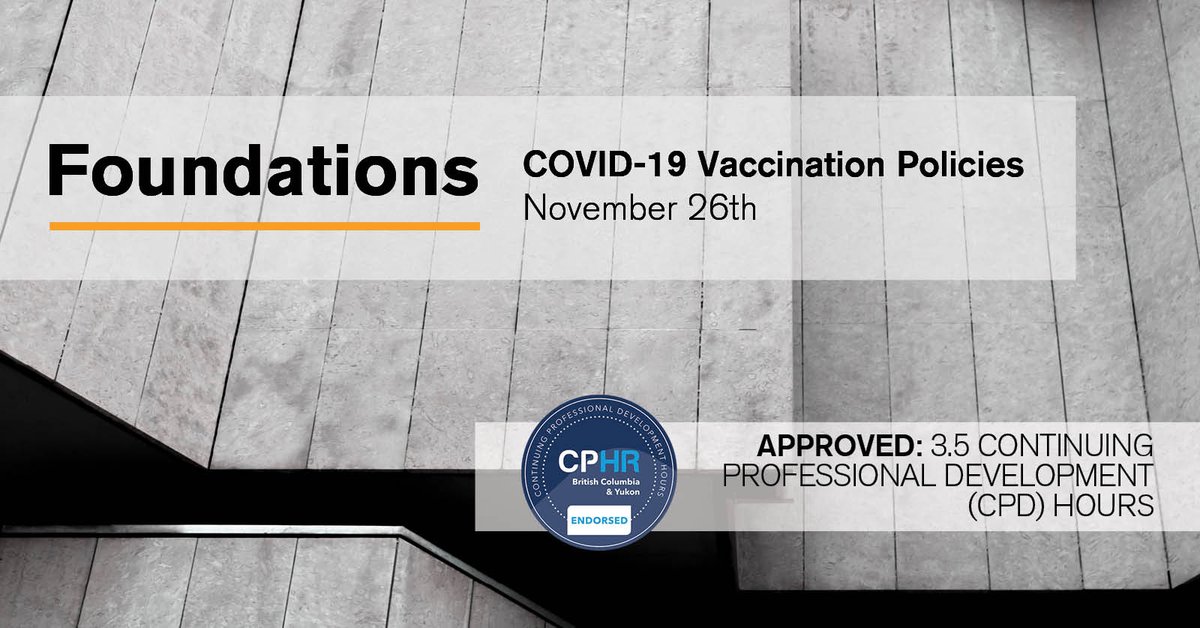 Foundations
COVID-19 Vaccination Policies
November 26th
CONTINUING PROFESSIONAL DEVELOPMENT HOURS
CPHR
British Columbia
& Yukon
ENDORSED
APPROVED: 3.5 CONTINUING
PROFESSIONAL DEVELOPMENT
(CPD) HOURS